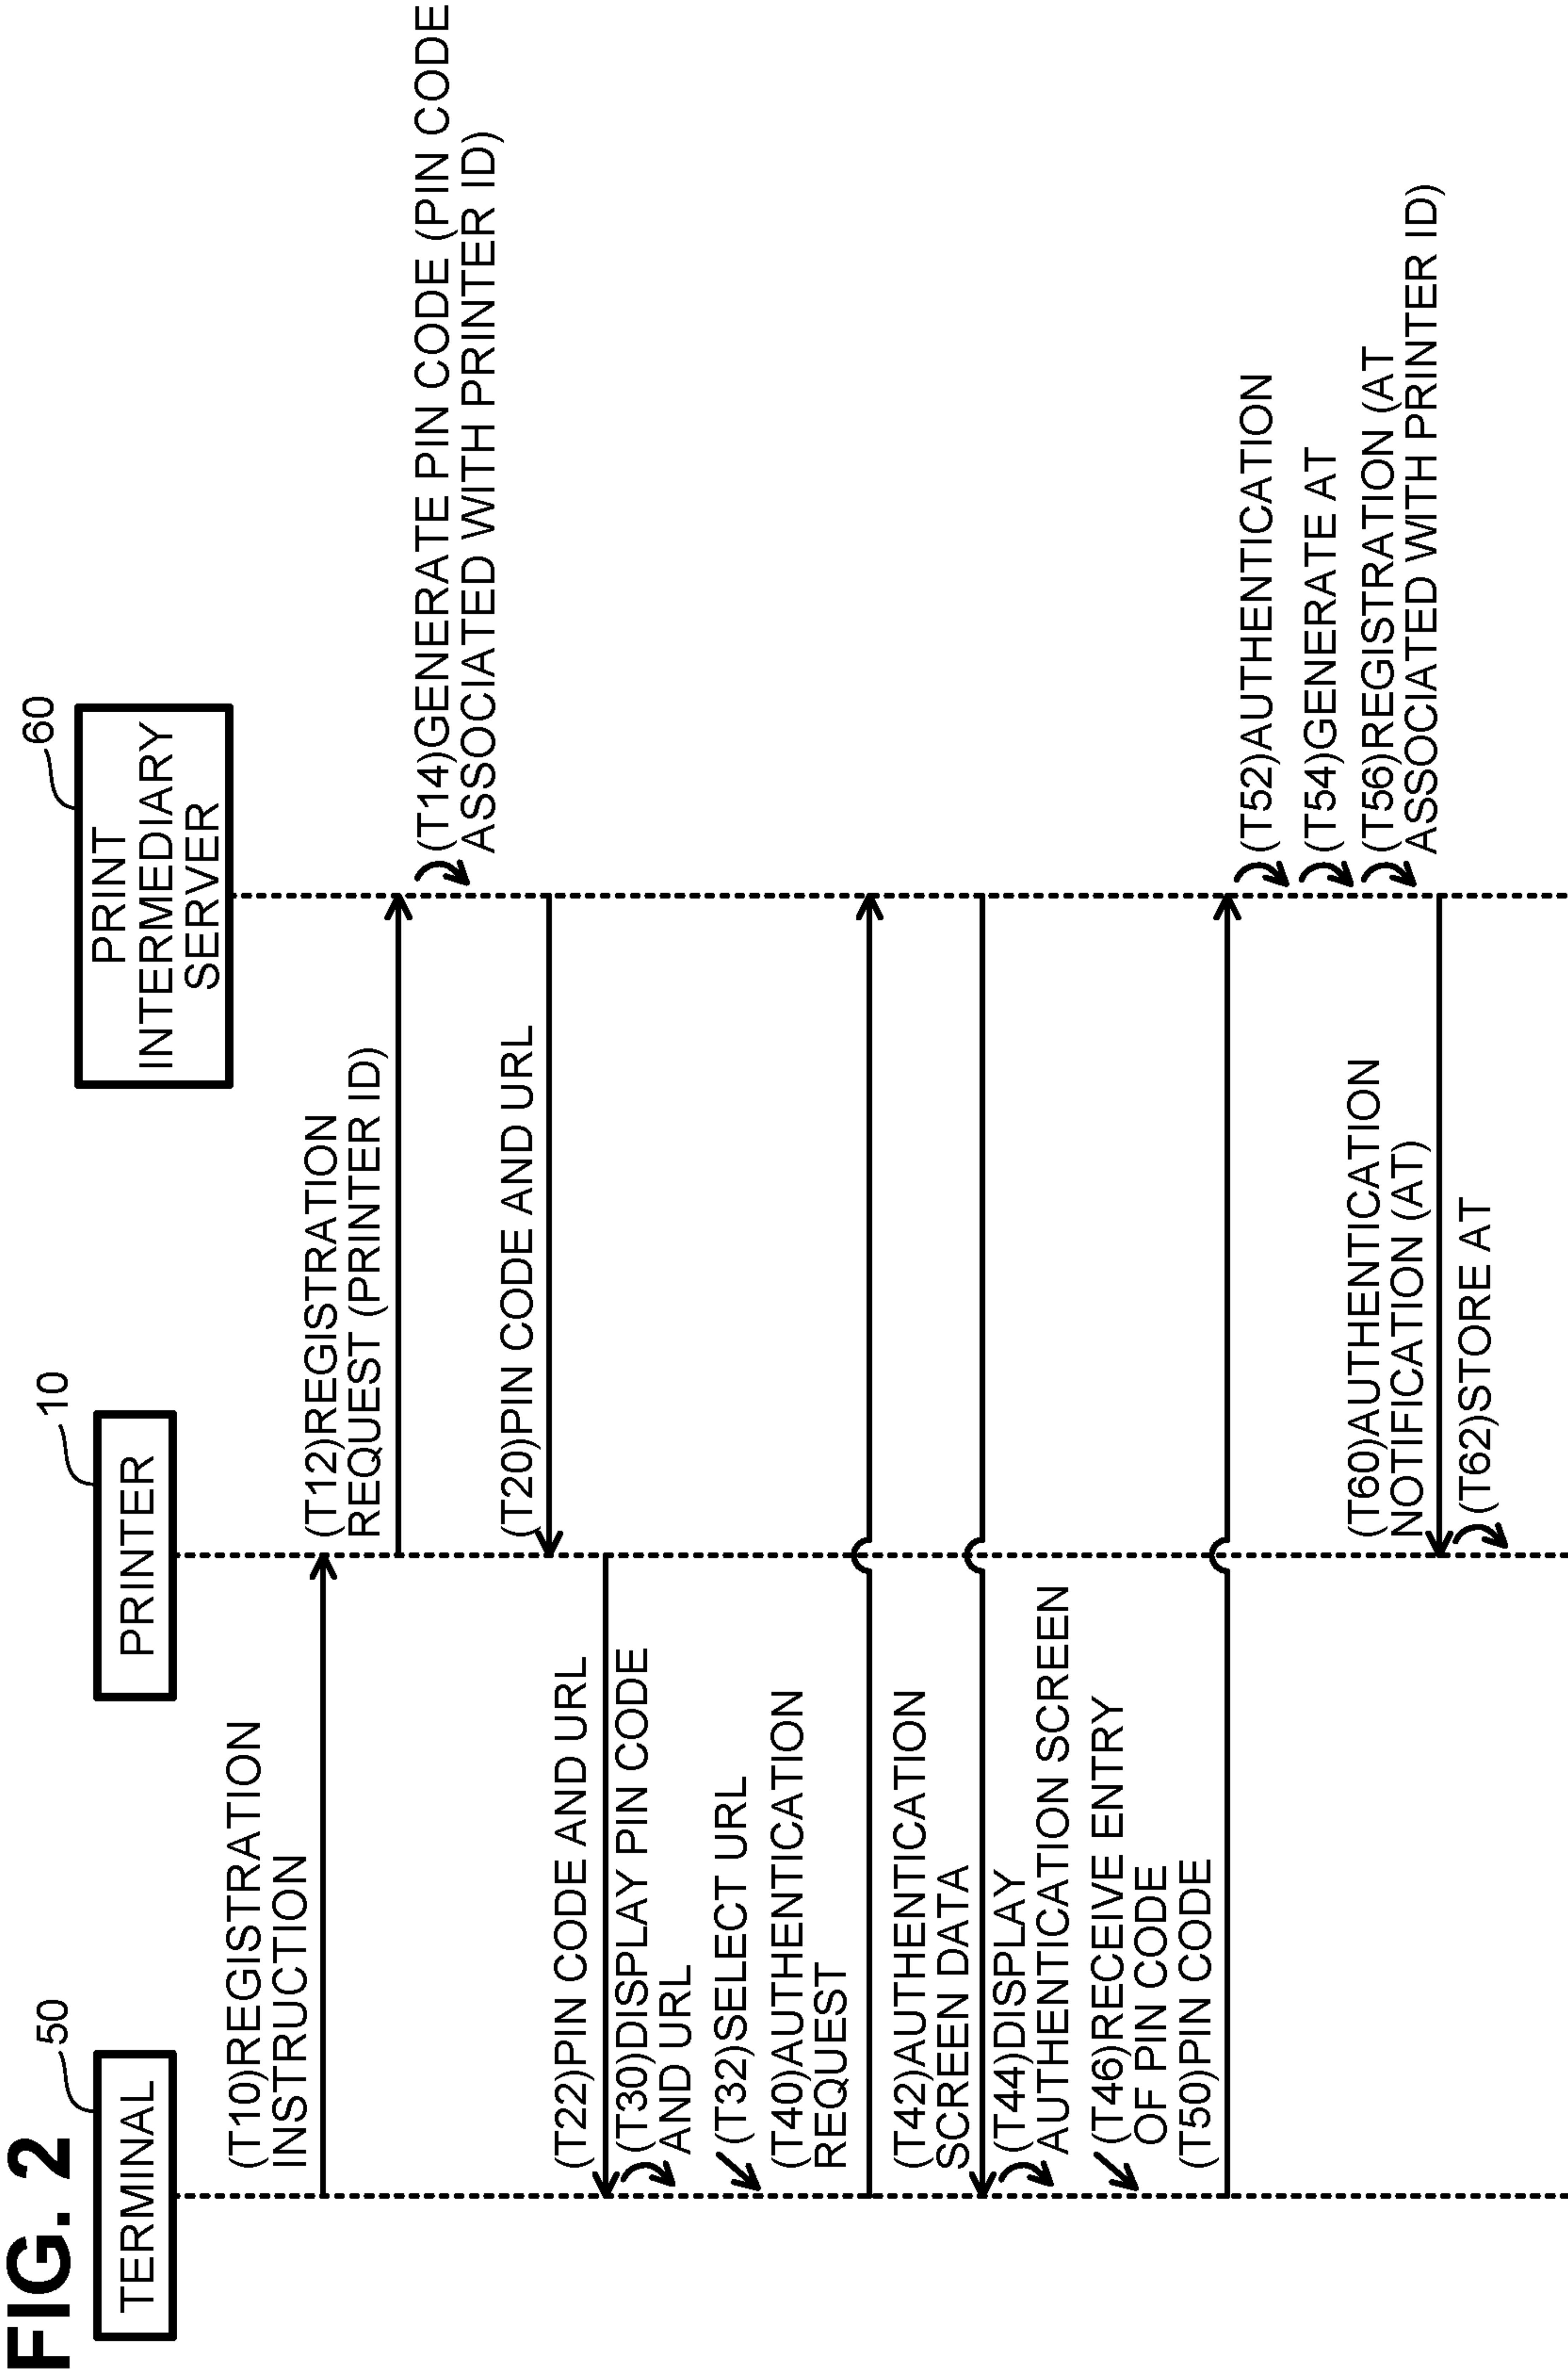 FIG. 2
50
TERMINAL
10
PRINTER
60
PRINT
INTERMEDIARY
SERVER
(T10)REGISTRATION
INSTRUCTION
(T12)REGISTRATION
REQUEST (PRINTER ID)
(T14)GENERATE PIN CODE (PIN CODE
ASSOCIATED WITH PRINTER ID)
(T20)PIN CODE AND URL
(T22)PIN CODE AND URL
(T30)DISPLAY PIN CODE
AND URL
(T32)SELECT URL
(T40)AUTHENTICATION
REQUEST
(T42)AUTHENTICATION
SCREEN DATA
(T44)DISPLAY
AUTHENTICATION SCREEN
(T46)RECEIVE ENTRY
OF PIN CODE
(T50)PIN CODE
(T52)AUTHENTICATION
(T54)GENERATE AT
(T56)REGISTRATION (AT
ASSOCIATED WITH PRINTER ID)
(T60)AUTHENTICATION
NOTIFICATION (AT)
(T62)STORE AT